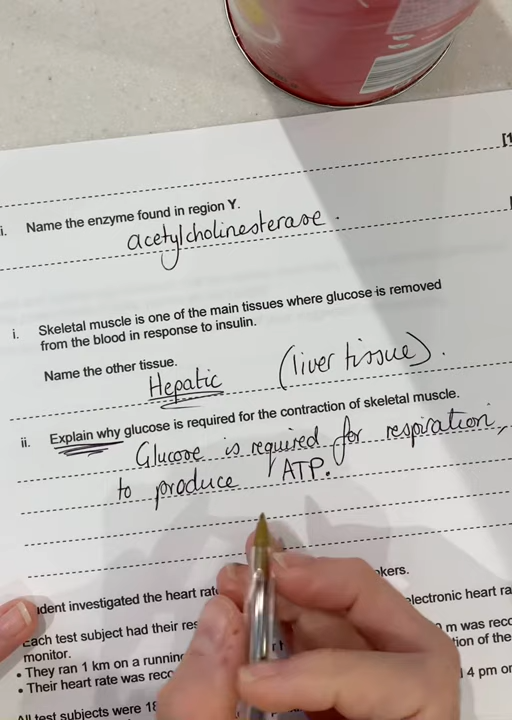 [1
i. Name the enzyme found in region Y.
acetylcholinesterase.
i. Skeletal muscle is one of the main tissues where glucose is removed
from the blood in response to insulin.
Name the other tissue.
Hepatic (liver tissue).
ii. Explain why glucose is required for the contraction of skeletal muscle.
Glucose is required for respiration,
to produce ATP.
udent investigated the heart rat kers.
Each test subject had their res electronic heart ra
monitor.
• They ran 1 km on a runnin m was reco
• Their heart rate was reco tion of the
4 pm or
All test subjects were 18